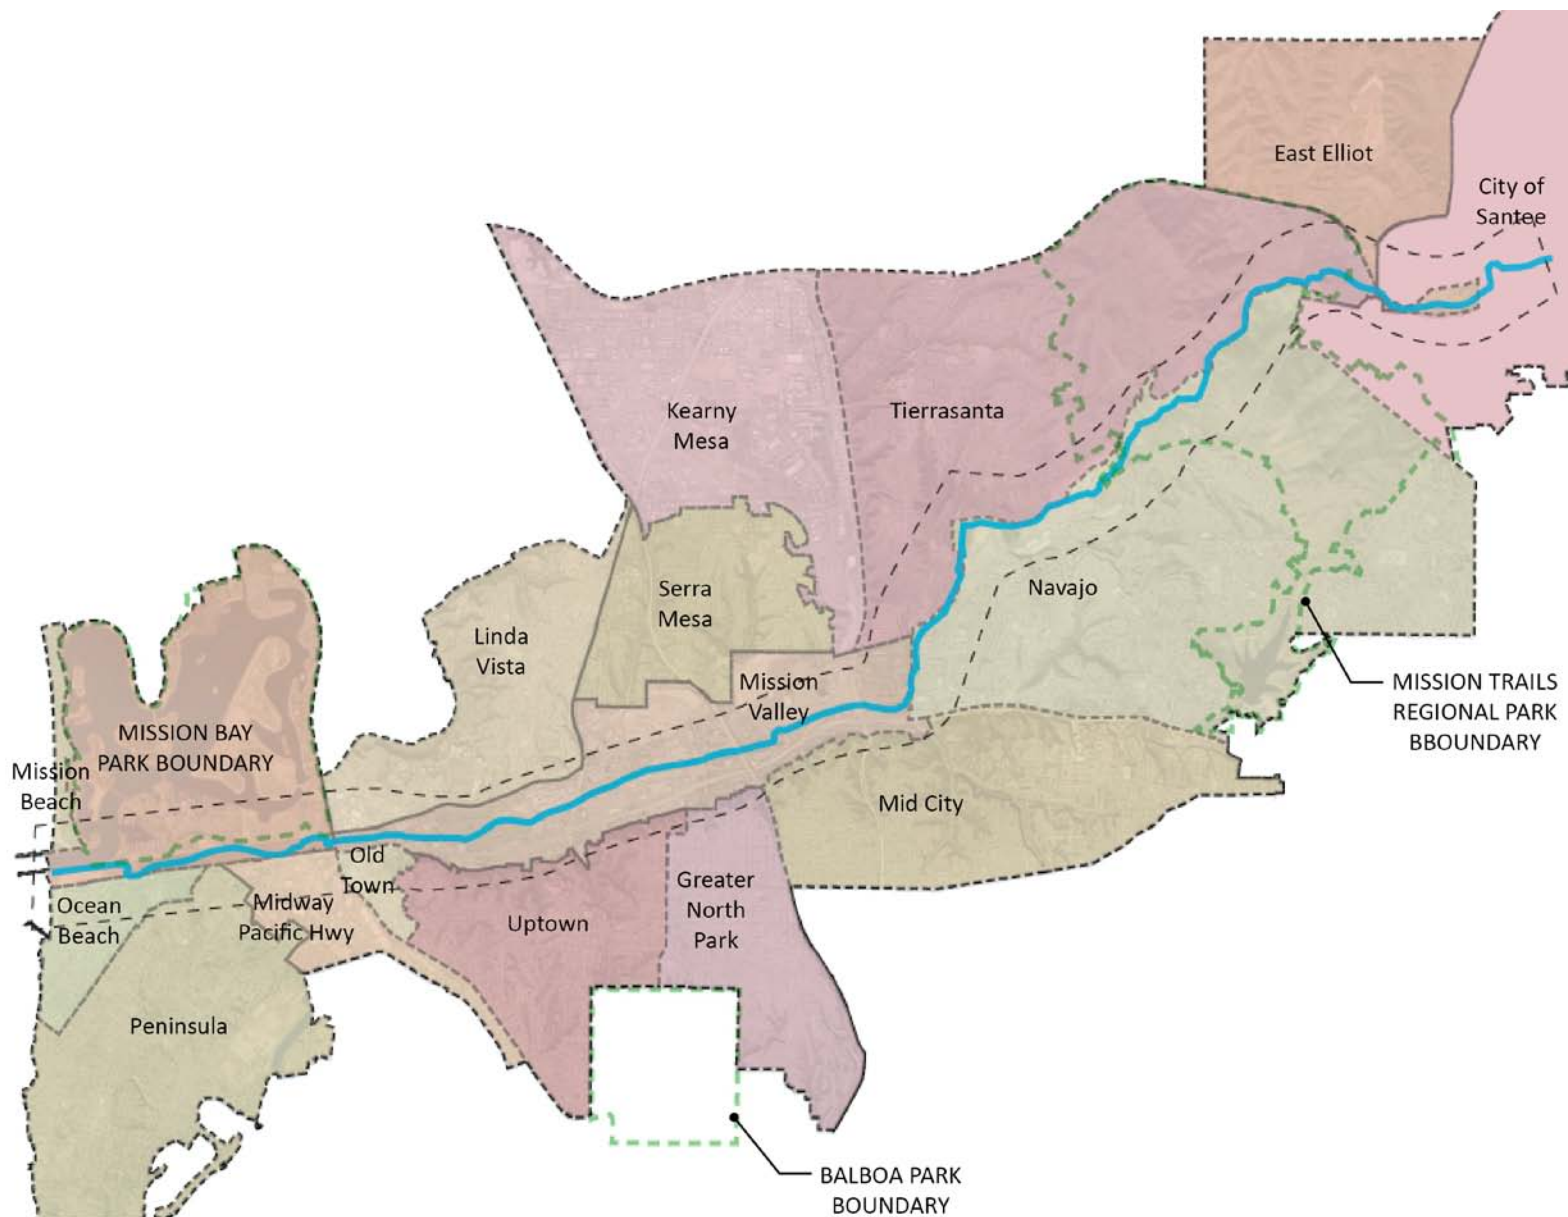 East Elliot
City of
Santee
Kearny
Mesa
Tierrasanta
Serra
Mesa
Navajo
Linda
Vista
Mission
Valley
MISSION TRAILS
REGIONAL PARK
BBOUNDARY
MISSION BAY
PARK BOUNDARY
Mission
Beach
Mid City
Old
Town
Greater
North
Park
Ocean
Beach
Midway
Pacific Hwy
Uptown
Peninsula
BALBOA PARK
BOUNDARY